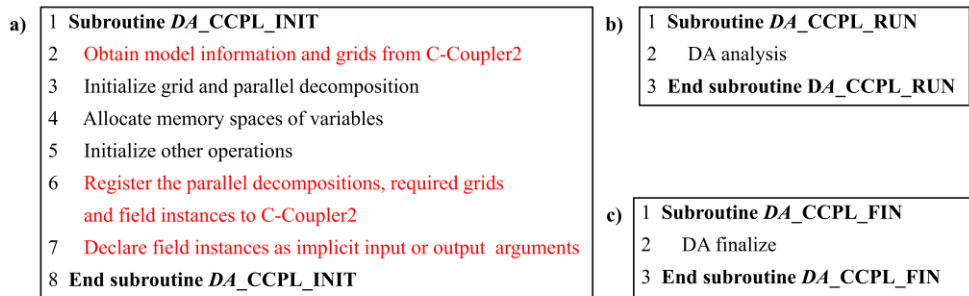 a)
1 Subroutine DA_CCPL_INIT
2 Obtain model information and grids from C-Coupler2
3 Initialize grid and parallel decomposition
4 Allocate memory spaces of variables
5 Initialize other operations
6 Register the parallel decompositions, required grids
and field instances to C-Coupler2
7 Declare field instances as implicit input or output arguments
8 End subroutine DA_CCPL_INIT
b)
1 Subroutine DA_CCPL_RUN
2 DA analysis
3 End subroutine DA_CCPL_RUN
c)
1 Subroutine DA_CCPL_FIN
2 DA finalize
3 End subroutine DA_CCPL_FIN